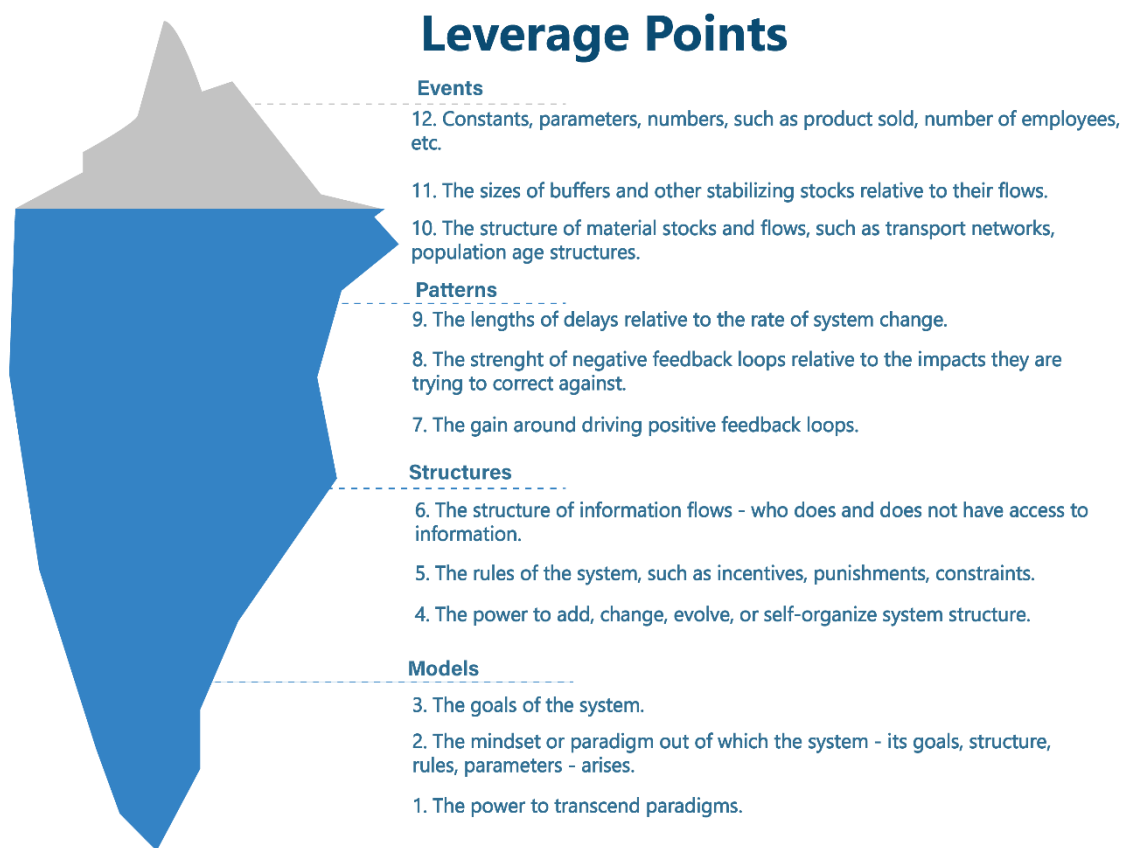 Leverage Points
Events
12. Constants, parameters, numbers, such as product sold, number of employees,
etc.
11. The sizes of buffers and other stabilizing stocks relative to their flows.
10. The structure of material stocks and flows, such as transport networks,
population age structures.
Patterns
9. The lengths of delays relative to the rate of system change.
8. The strenght of negative feedback loops relative to the impacts they are
trying to correct against.
7. The gain around driving positive feedback loops.
Structures
6. The structure of information flows - who does and does not have access to
information.
5. The rules of the system, such as incentives, punishments, constraints.
4. The power to add, change, evolve, or self-organize system structure.
Models
3. The goals of the system.
2. The mindset or paradigm out of which the system - its goals, structure,
rules, parameters - arises.
1. The power to transcend paradigms.